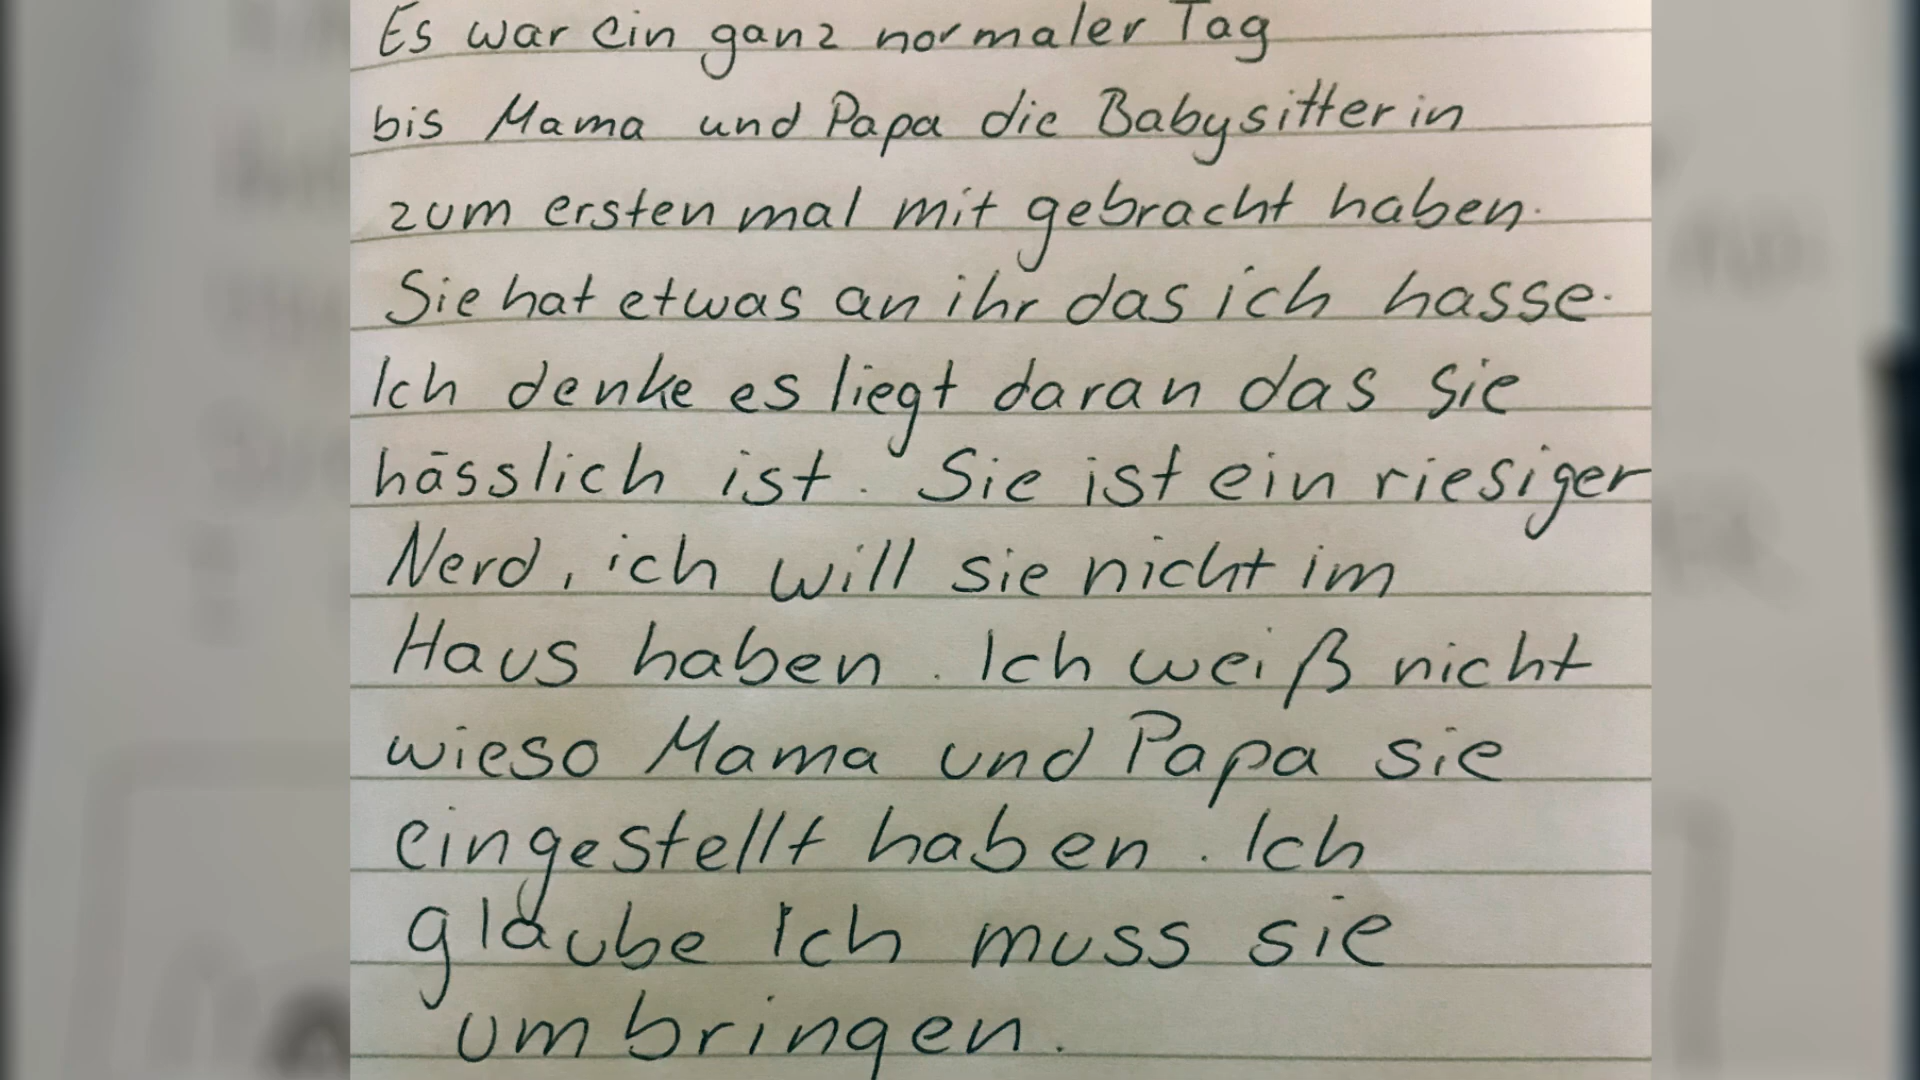 Es war ein ganz normaler Tag
bis Mama und Papa die Babysitterin
zum ersten mal mit gebracht haben.
Sie hat etwas an ihr das ich hasse.
Ich denke es liegt daran das sie
hässlich ist. Sie ist ein riesiger
Nerd, ich will sie nicht im
Haus haben. Ich weiß nicht
wieso Mama und Papa sie
eingestellt haben. Ich
glaube Ich muss sie
umbringen.